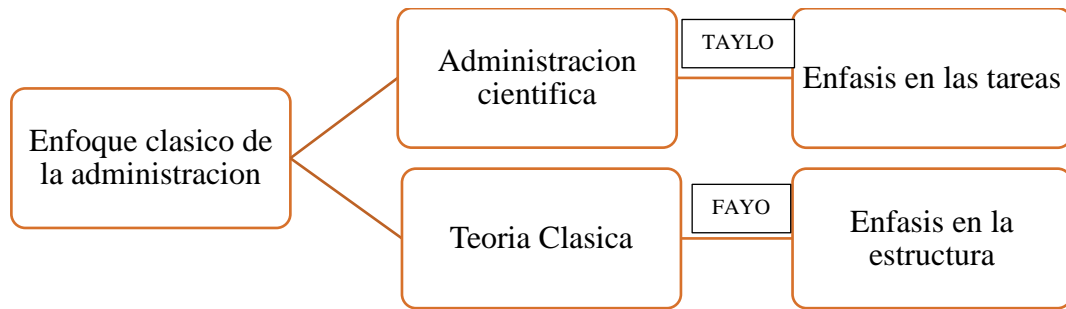 Enfoque clasico de
la administracion
Administracion
cientifica
TAYLO
Enfasis en las tareas
Teoria Clasica
FAYO
Enfasis en la
estructura